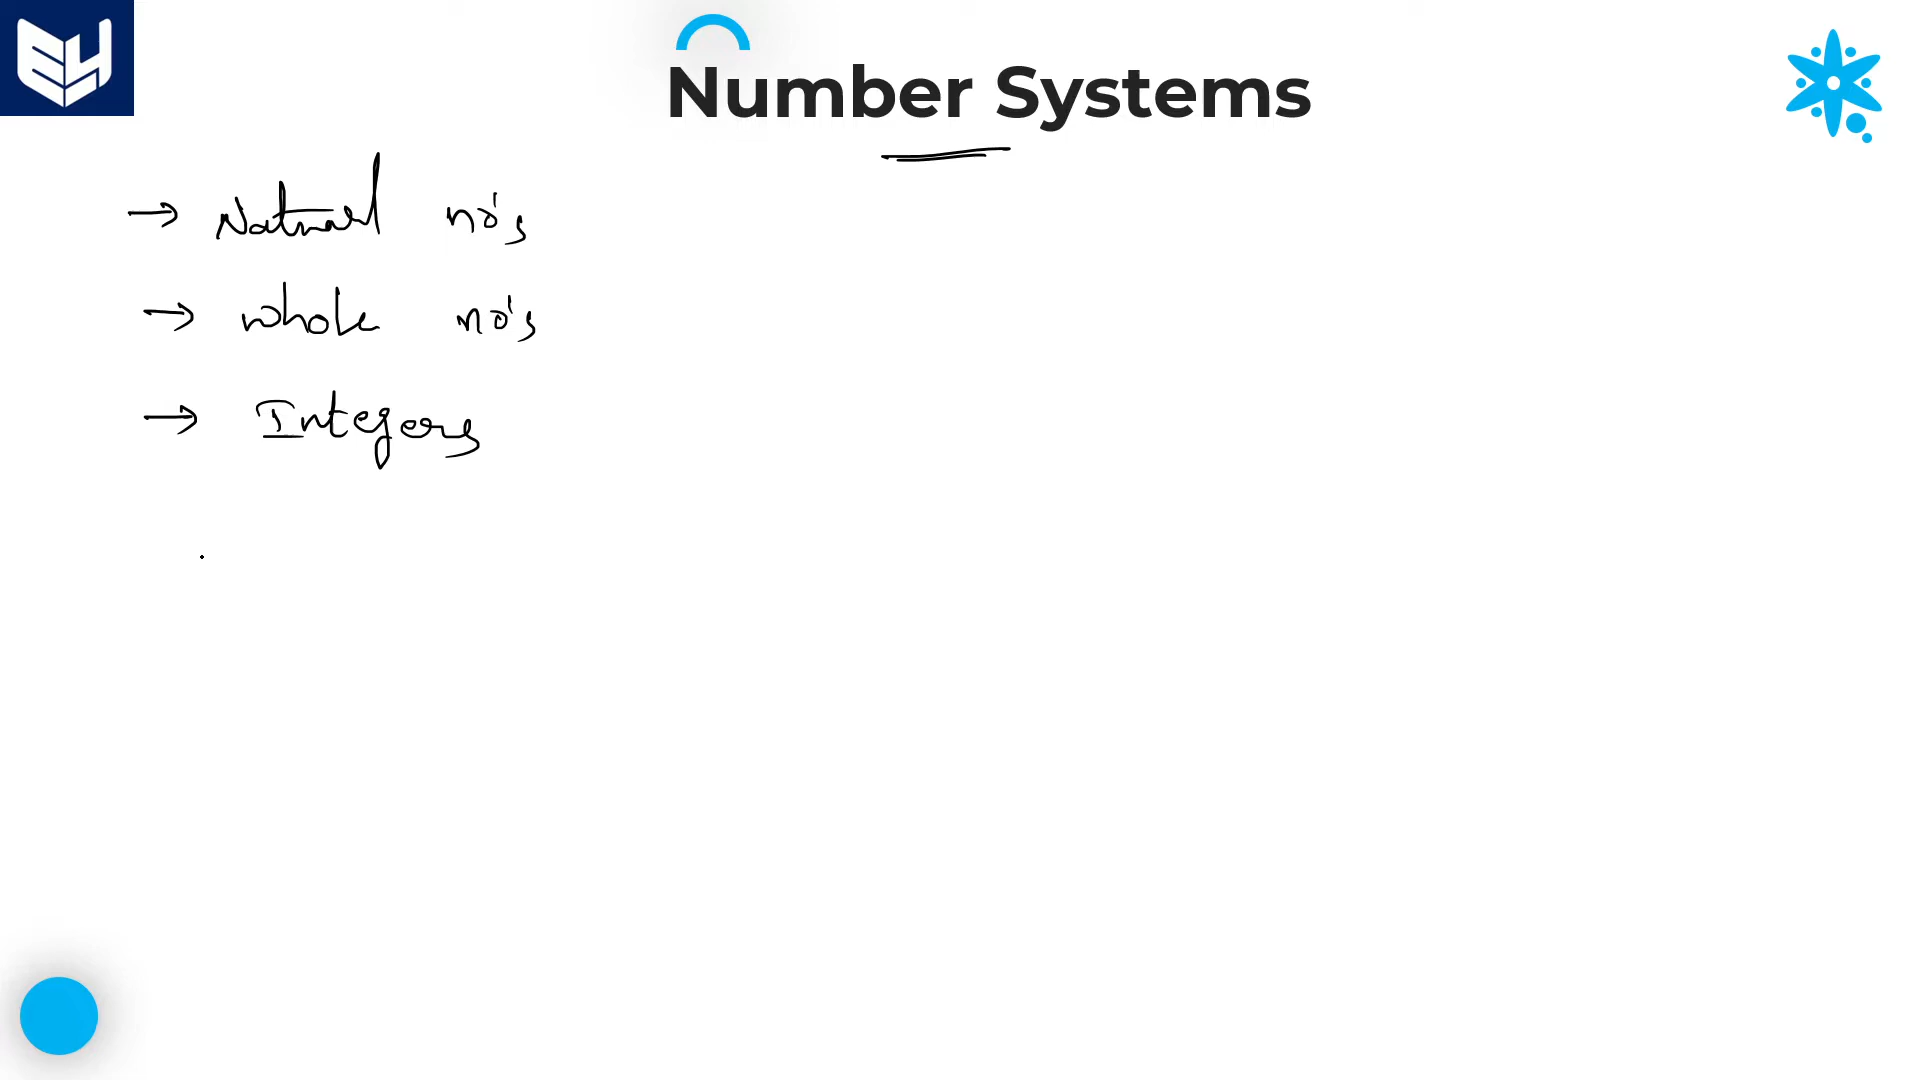 Number Systems
→ Natural no's
→ whole no's
→ Integers